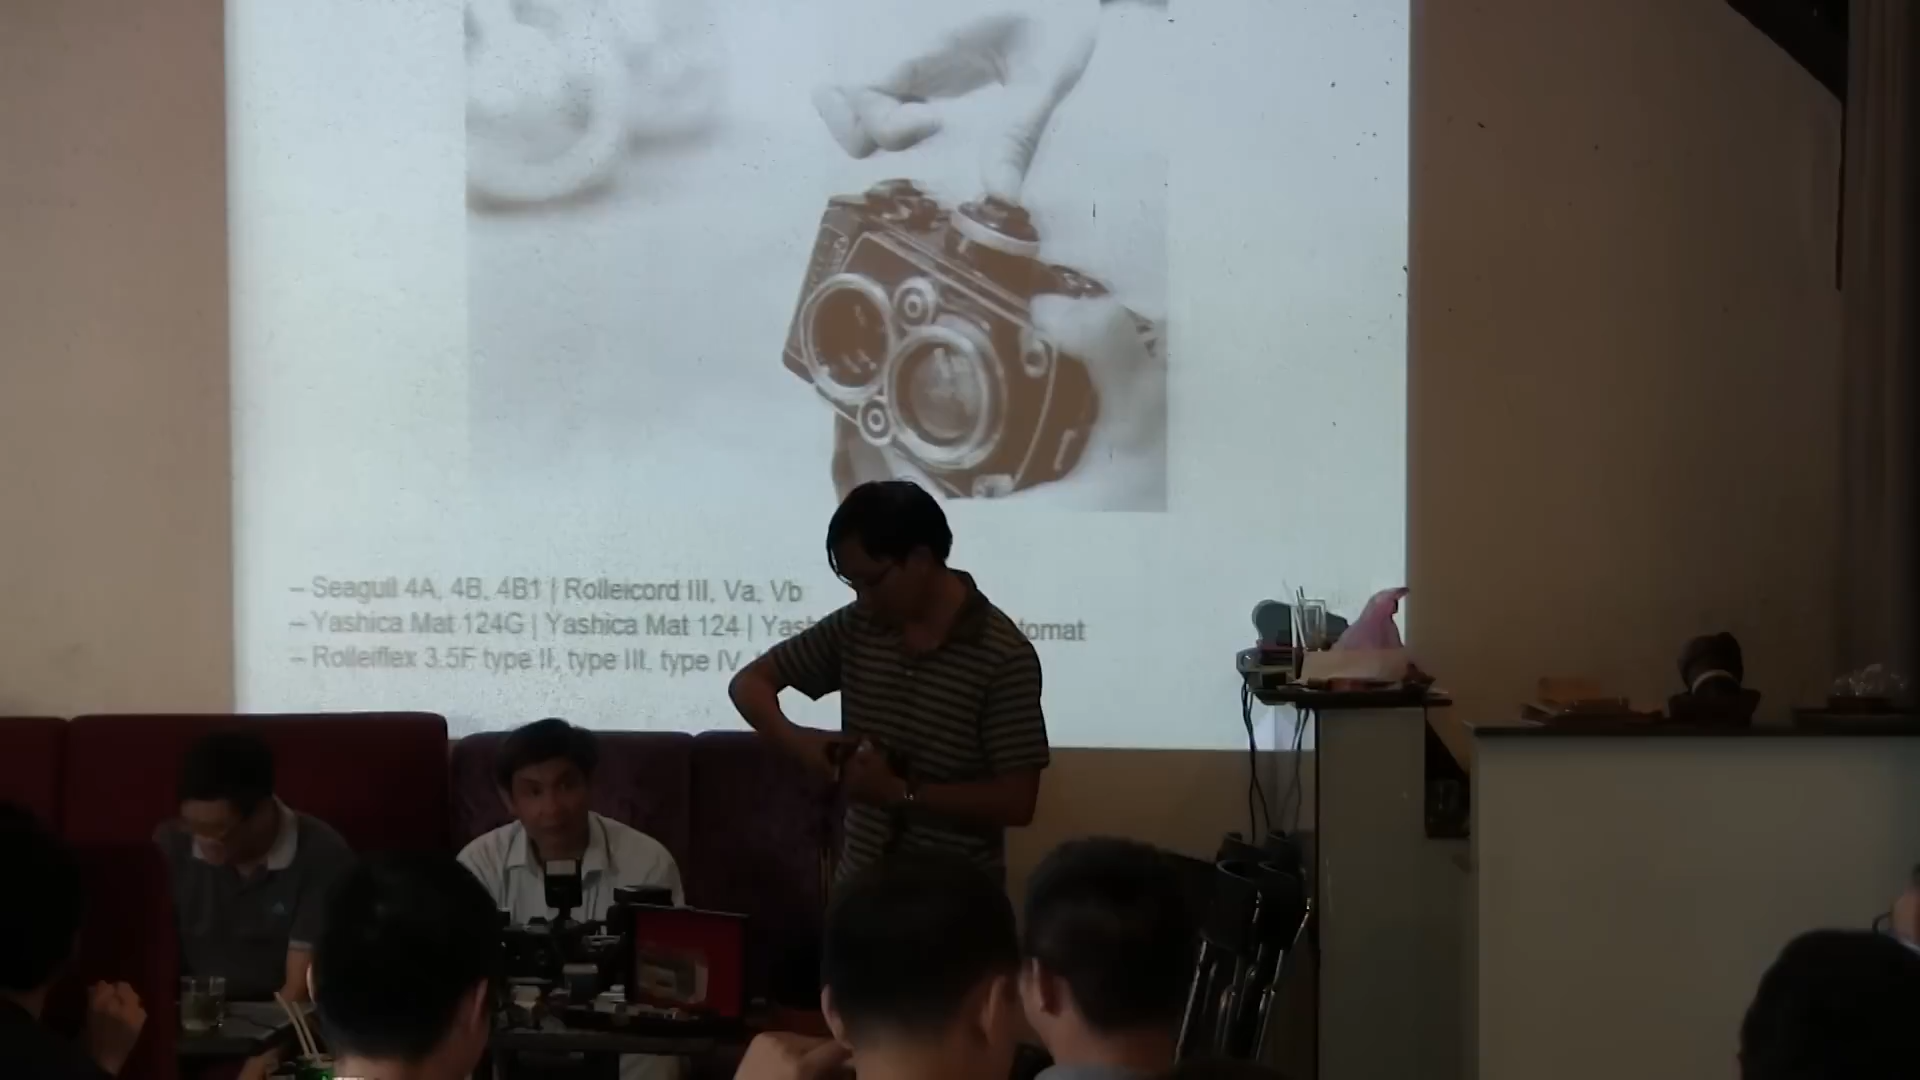 – Seagull 4A, 4B, 4B1 | Rolleicord III, Va, Vb
– Yashica Mat 124G | Yashica Mat 124 | Yash tomat
– Rolleiflex 3.5F type II, type III, type IV,